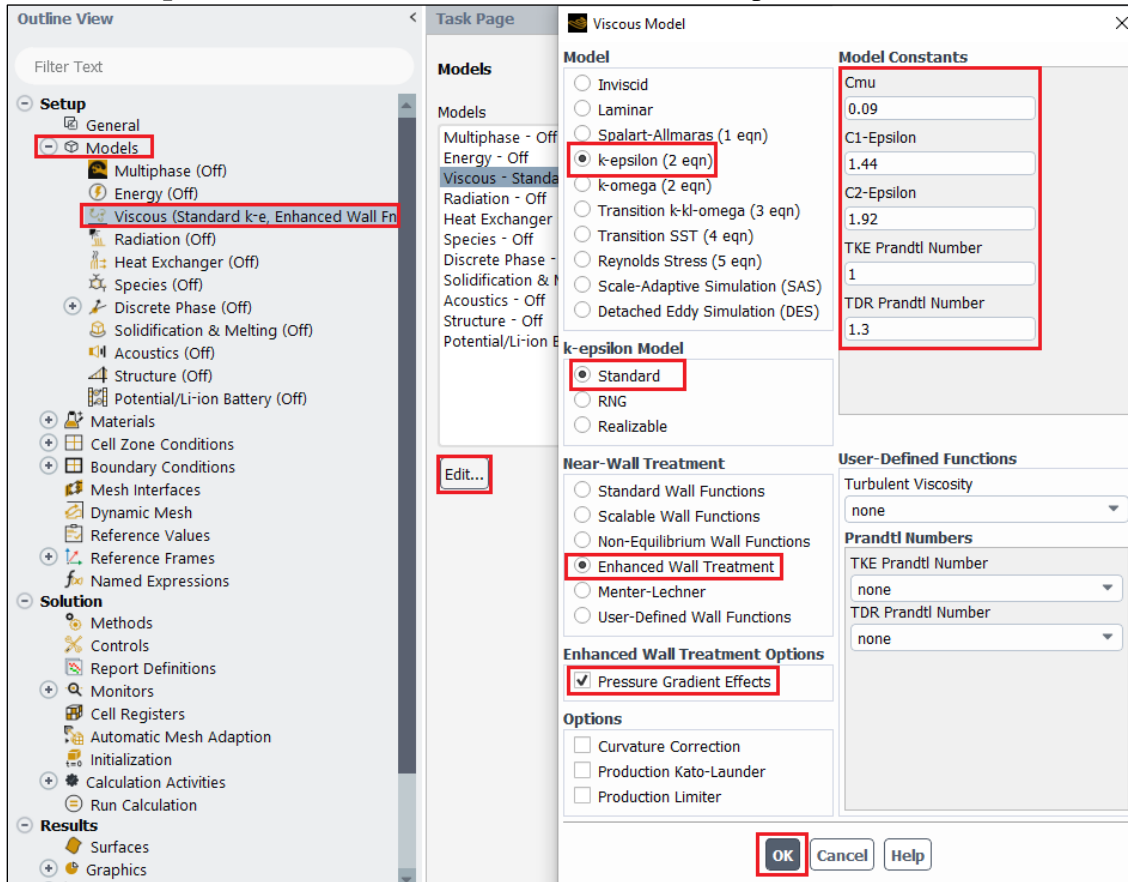 Outline View
Filter Text
Setup
General
Models
Multiphase (Off)
Energy (Off)
Viscous (Standard k-e, Enhanced Wall Fn
Radiation (Off)
Heat Exchanger (Off)
Species (Off)
Discrete Phase (Off)
Solidification & Melting (Off)
Acoustics (Off)
Structure (Off)
Potential/Li-ion Battery (Off)
Materials
Cell Zone Conditions
Boundary Conditions
Mesh Interfaces
Dynamic Mesh
Reference Values
Reference Frames
Named Expressions
Solution
Methods
Controls
Report Definitions
Monitors
Cell Registers
Automatic Mesh Adaption
Initialization
Calculation Activities
Run Calculation
Results
Surfaces
Graphics
Task Page
Models
Models
Multiphase - Off
Energy - Off
Viscous - Standa
Radiation - Off
Heat Exchanger
Species - Off
Discrete Phase -
Solidification &
Acoustics - Off
Structure - Off
Potential/Li-ion
Edit...
Viscous Model
Model
Inviscid
Laminar
Spalart-Allmaras (1 eqn)
k-epsilon (2 eqn)
k-omega (2 eqn)
Transition k-kl-omega (3 eqn)
Transition SST (4 eqn)
Reynolds Stress (5 eqn)
Scale-Adaptive Simulation (SAS)
Detached Eddy Simulation (DES)
k-epsilon Model
Standard
RNG
Realizable
Near-Wall Treatment
Standard Wall Functions
Scalable Wall Functions
Non-Equilibrium Wall Functions
Enhanced Wall Treatment
Menter-Lechner
User-Defined Wall Functions
Enhanced Wall Treatment Options
Pressure Gradient Effects
Options
Curvature Correction
Production Kato-Launder
Production Limiter
Model Constants
Cmu
0.09
C1-Epsilon
1.44
C2-Epsilon
1.92
TKE Prandtl Number
1
TDR Prandtl Number
1.3
User-Defined Functions
Turbulent Viscosity
none
Prandtl Numbers
TKE Prandtl Number
none
TDR Prandtl Number
none
OK
Cancel
Help